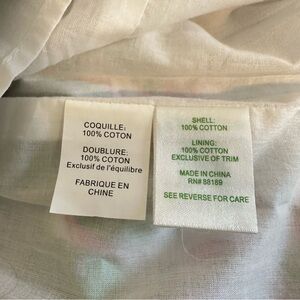 COQUILLE:
100% COTON
DOUBLURE:
100% COTON
Exclusif de l'équilibre
FABRIQUE EN
CHINE
SHELL:
100% COTTON
LINING:
100% COTTON
EXCLUSIVE OF TRIM
MADE IN CHINA
RN# 88189
SEE REVERSE FOR CARE